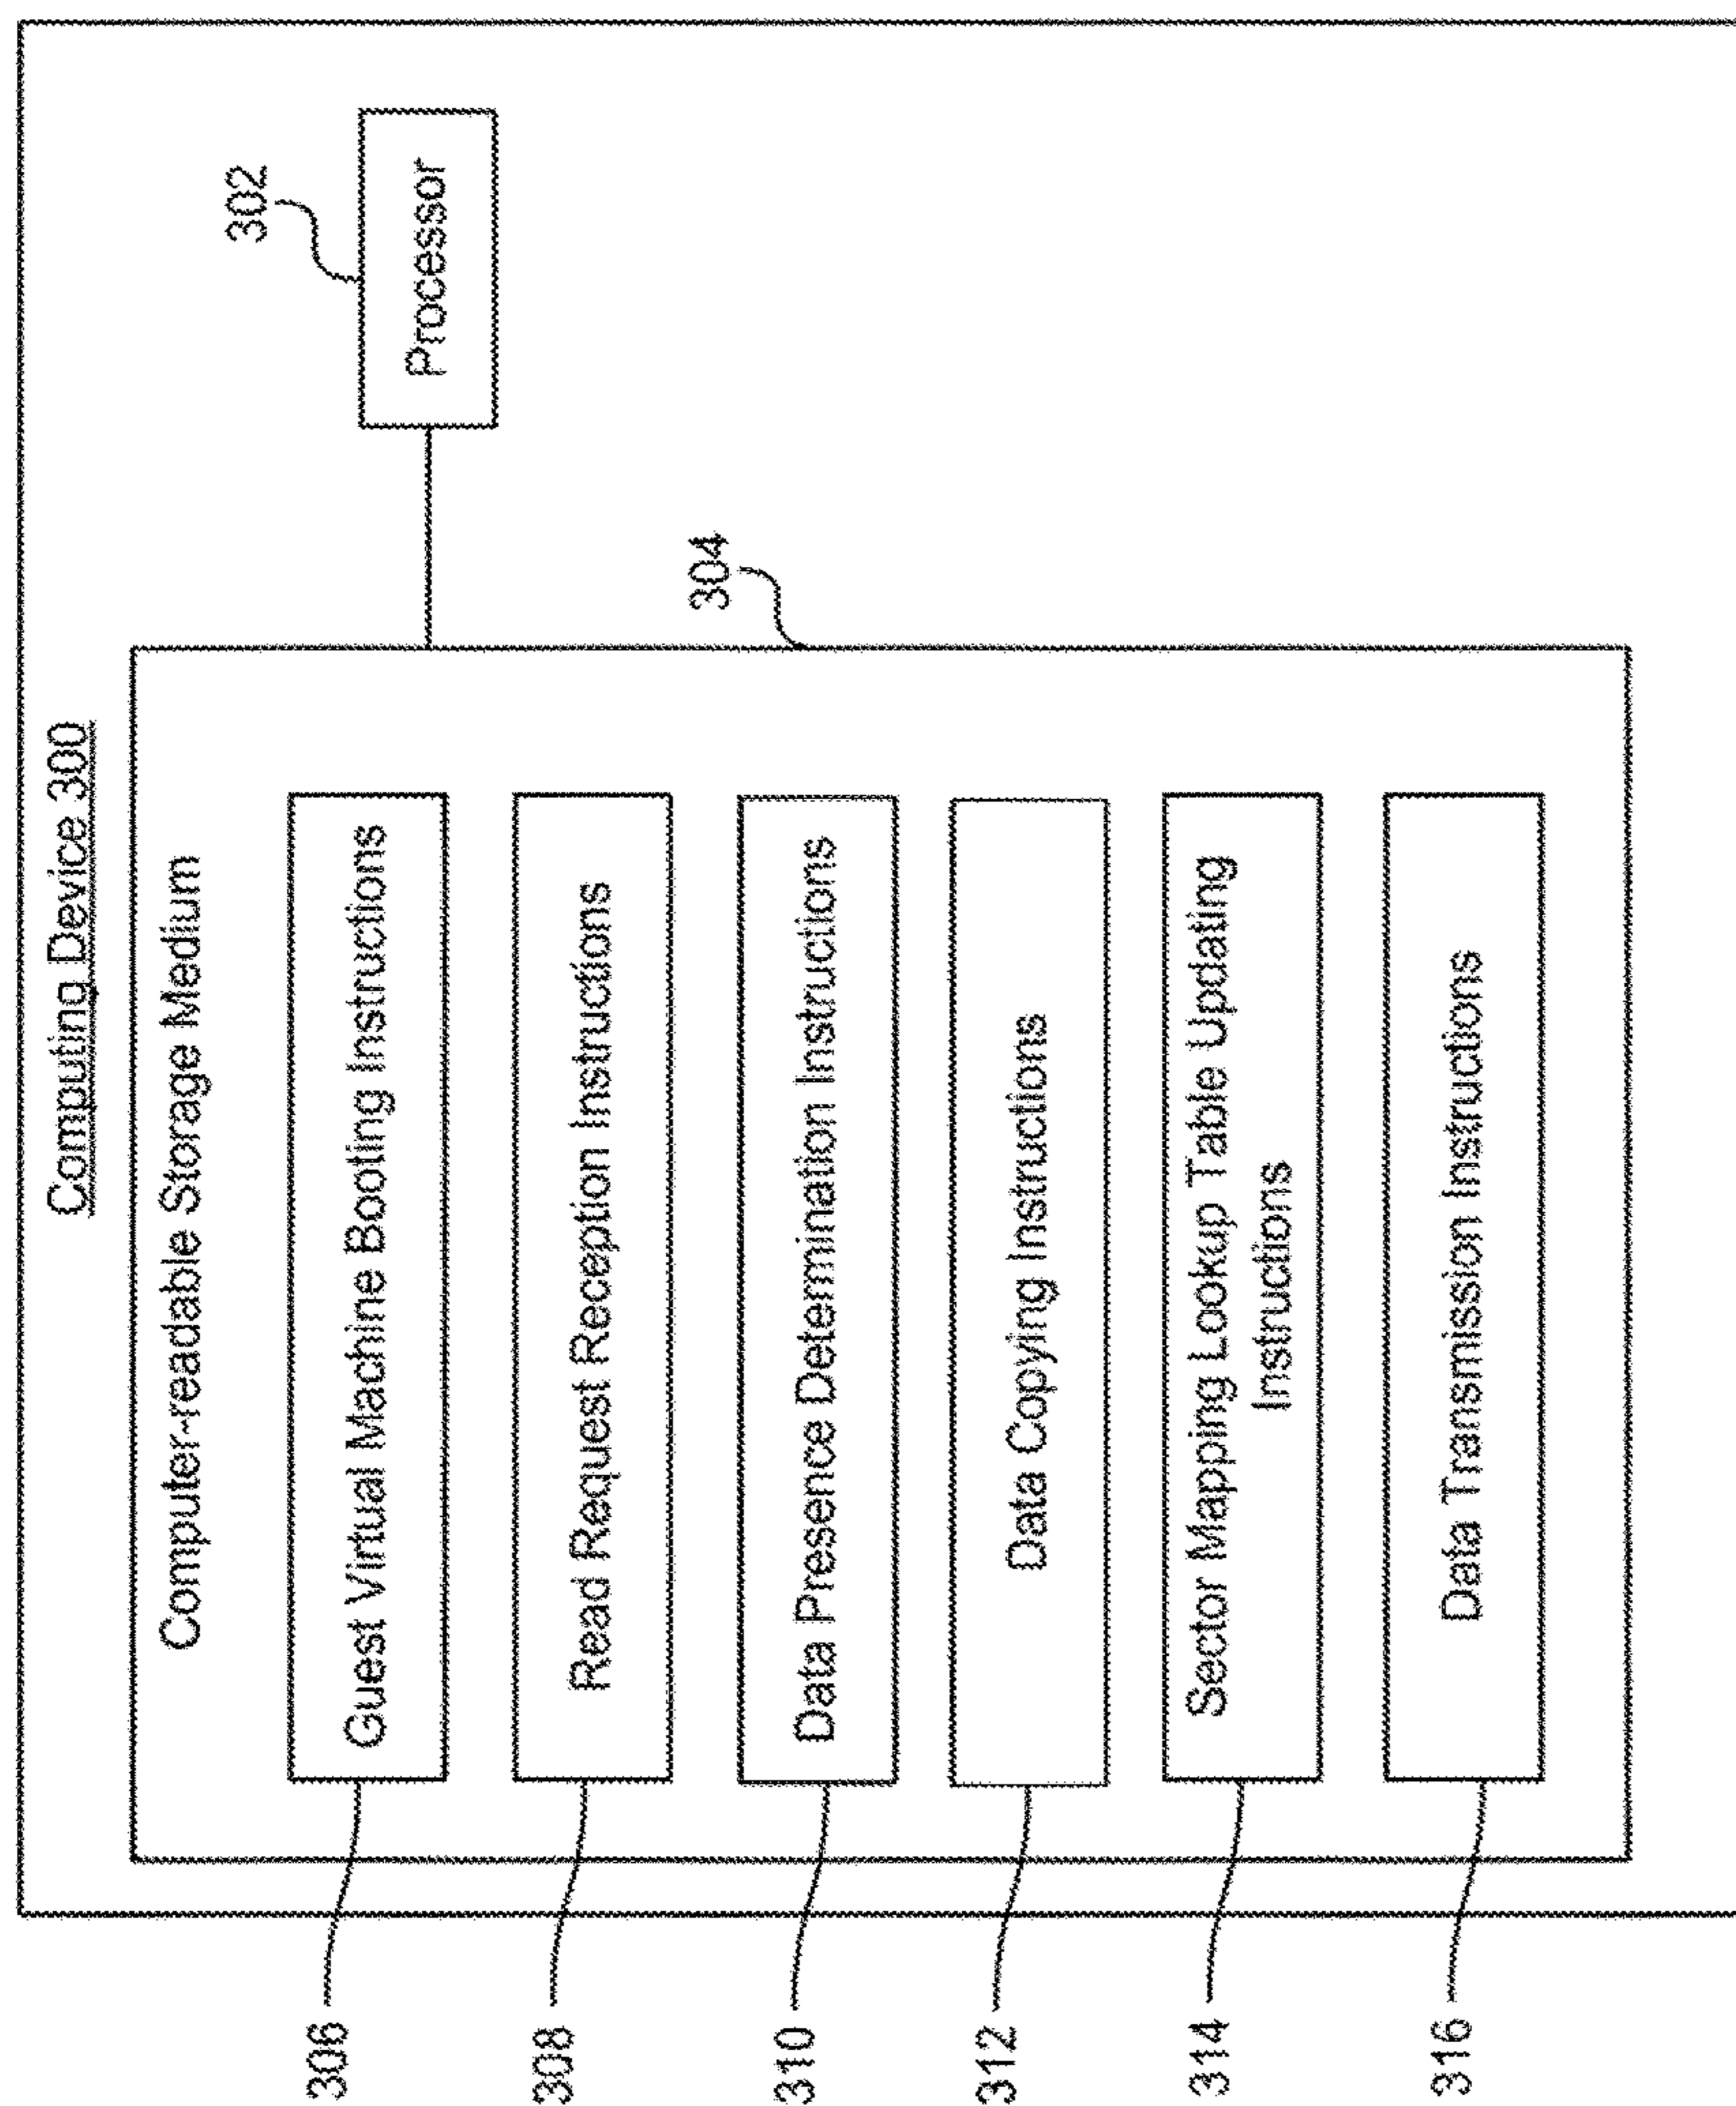 Computing Device 300
302
Processor
304
Computer-readable Storage Medium
306
Guest Virtual Machine Booting Instructions
308
Read Request Reception Instructions
310
Data Presence Determination Instructions
312
Data Copying Instructions
314
Sector Mapping Lookup Table Updating
Instructions
316
Data Transmission Instructions